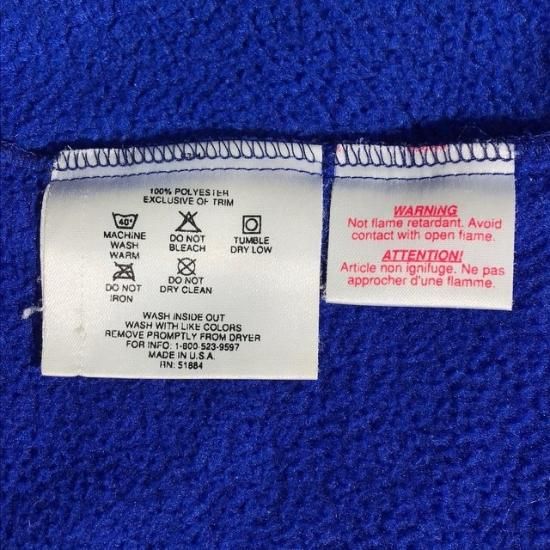 100% POLYESTER
EXCLUSIVE OF TRIM
40°
MACHINE
WASH
WARM
DO NOT
BLEACH
TUMBLE
DRY LOW
DO NOT
IRON
DO NOT
DRY CLEAN
WASH INSIDE OUT
WASH WITH LIKE COLORS
REMOVE PROMPTLY FROM DRYER
FOR INFO: 1-800-523-9597
MADE IN U.S.A.
RN: 51884
WARNING
Not flame retardant. Avoid
contact with open flame.
ATTENTION!
Article non ignifuge. Ne pas
approcher d'une flamme.